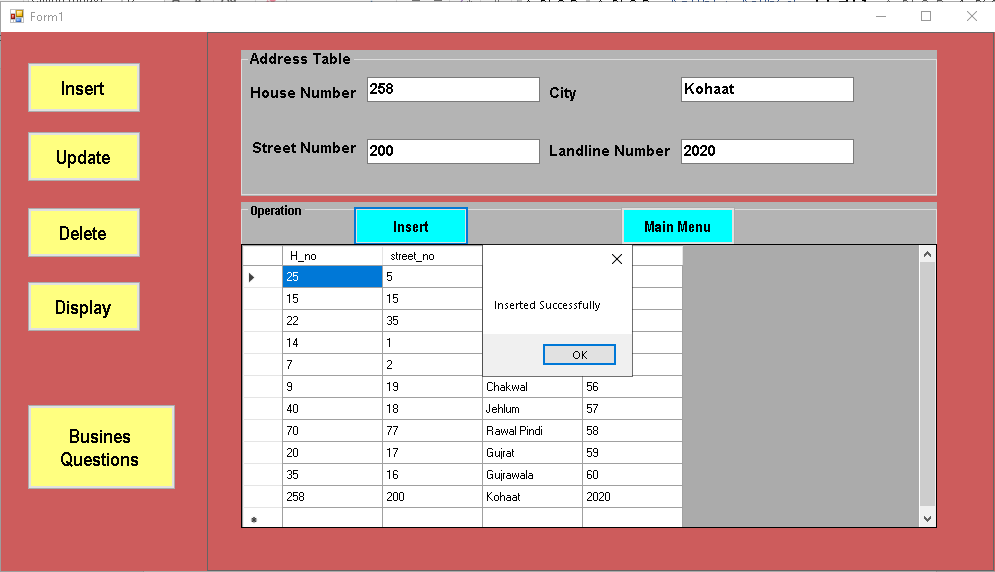 Form1
Insert
Update
Delete
Display
Busines
Questions
Address Table
House Number 258 City Kohaat
Street Number 200 Landline Number 2020
Operation
Insert Main Menu
H_no street_no
25 5
15 15
22 35
14 1
7 2
9 19 Chakwal 56
40 18 Jehlum 57
70 77 Rawal Pindi 58
20 17 Gujrat 59
35 16 Gujrawala 60
258 200 Kohaat 2020
Inserted Successfully
OK